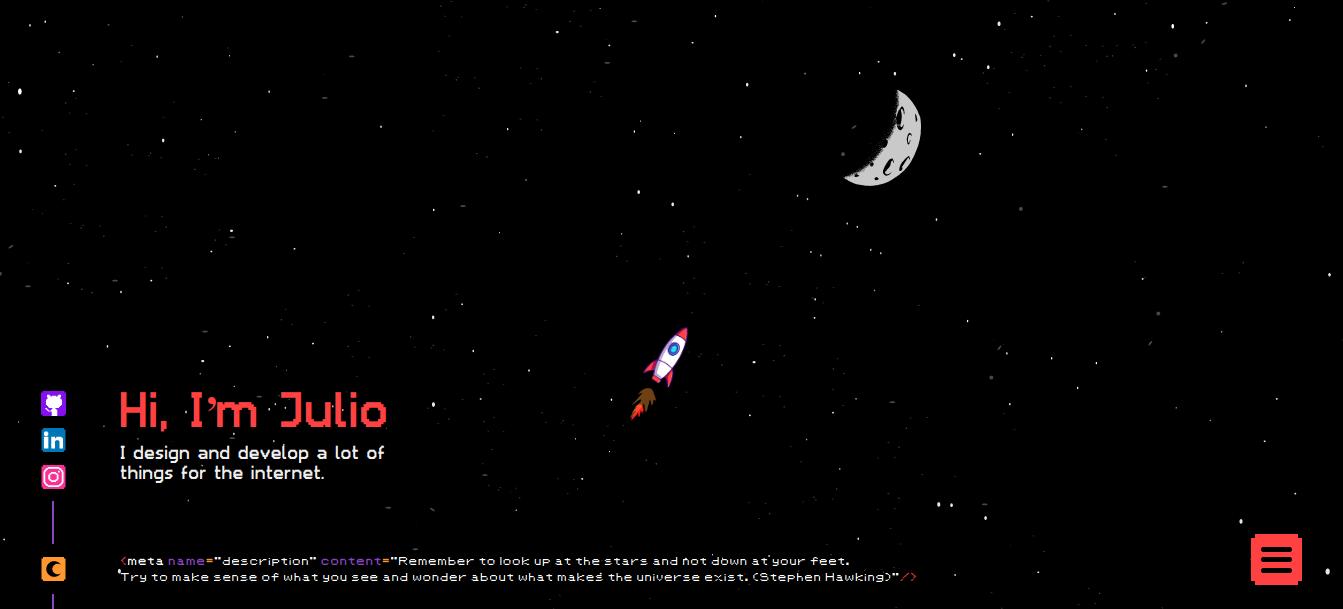 Hi, I'm Julio
I design and develop a lot of
things for the internet.
in
<meta name="description" content="Remember to look up at the stars and not down at your feet.
Try to make sense of what you see and wonder about what makes the universe exist. (Stephen Hawking)"/>